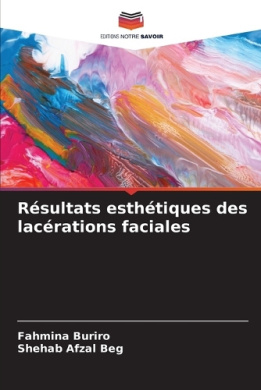 EDITIONS NOTRE SAVOIR
Résultats esthétiques des
lacérations faciales
Fahmina Buriro
Shehab Afzal Beg